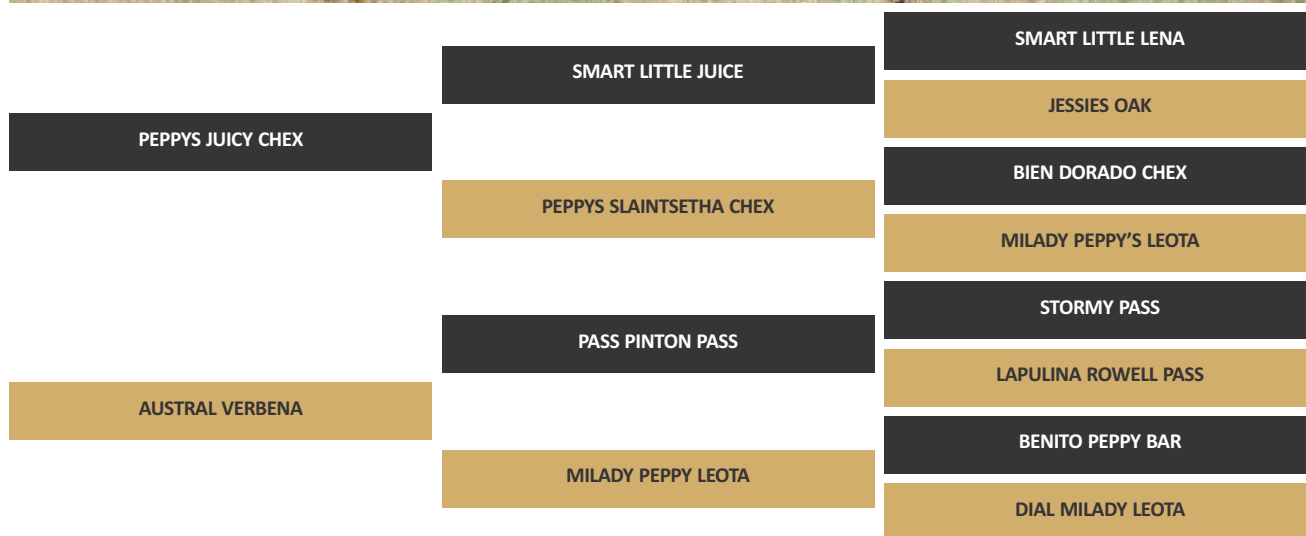 PEPPYS JUICY CHEX
AUSTRAL VERBENA
SMART LITTLE JUICE
PEPPYS SLAINTSETHA CHEX
PASS PINTON PASS
MILADY PEPPY LEOTA
SMART LITTLE LENA
JESSIES OAK
BIEN DORADO CHEX
MILADY PEPPY’S LEOTA
STORMY PASS
LAPULINA ROWELL PASS
BENITO PEPPY BAR
DIAL MILADY LEOTA